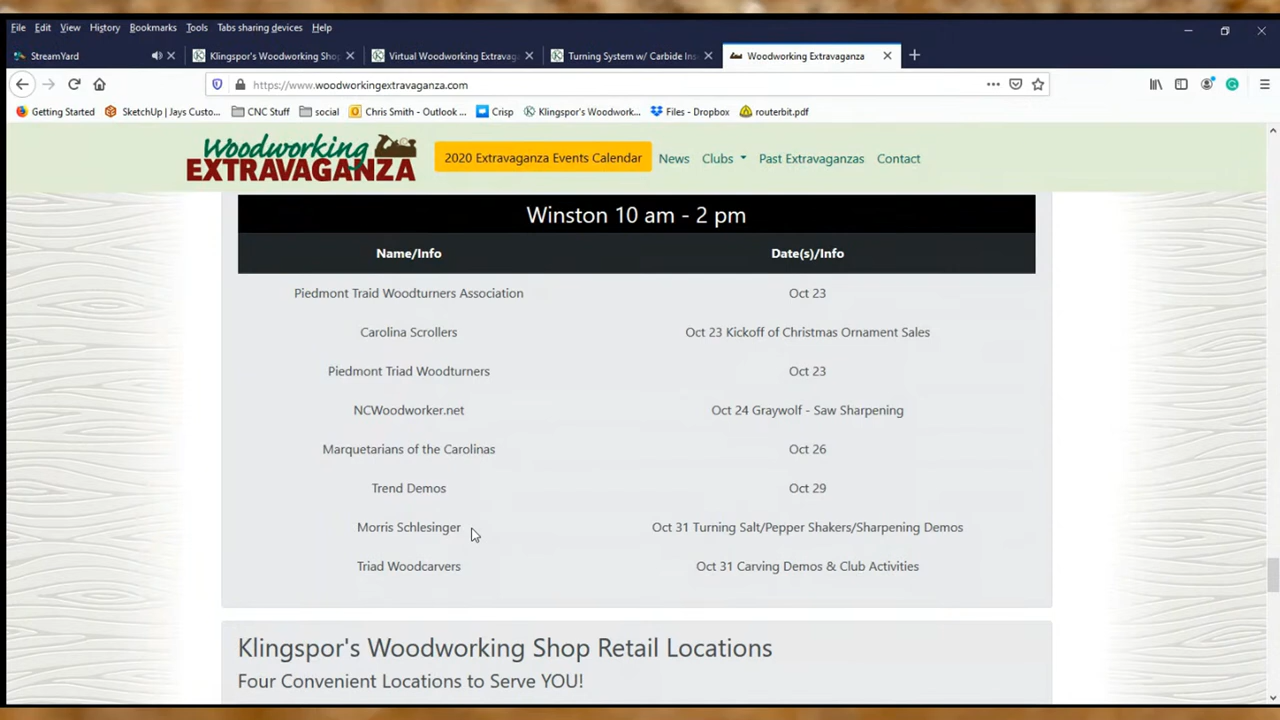 File Edit View History Bookmarks Tools Tabs sharing devices Help
StreamYard Klingspor's Woodworking Sho Virtual Woodworking Extravag Turning System w/ Carbide Ins Woodworking Extravaganza
https://www.woodworkingextravaganza.com
Getting Started SketchUp | Jays Custo... CNC Stuff social Chris Smith - Outlook ... Crisp Klingspor's Woodwork... Files - Dropbox routerbit.pdf
Woodworking
EXTRAVAGANZA
2020 Extravaganza Events Calendar News Clubs Past Extravaganzas Contact
Winston 10 am - 2 pm
Name/Info Date(s)/Info
Piedmont Traid Woodturners Association Oct 23
Carolina Scrollers Oct 23 Kickoff of Christmas Ornament Sales
Piedmont Triad Woodturners Oct 23
NCWoodworker.net Oct 24 Graywolf - Saw Sharpening
Marquetarians of the Carolinas Oct 26
Trend Demos Oct 29
Morris Schlesinger Oct 31 Turning Salt/Pepper Shakers/Sharpening Demos
Triad Woodcarvers Oct 31 Carving Demos & Club Activities
Klingspor's Woodworking Shop Retail Locations
Four Convenient Locations to Serve YOU!